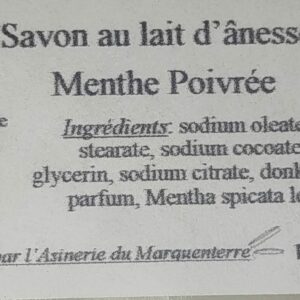 Savon au lait d'âness
Menthe Poivrée
Ingrédients: sodium oleate
stearate, sodium cocoate
glycerin, sodium citrate, donk
parfum, Mentha spicata le
par l'Asinerie du Marquenterre